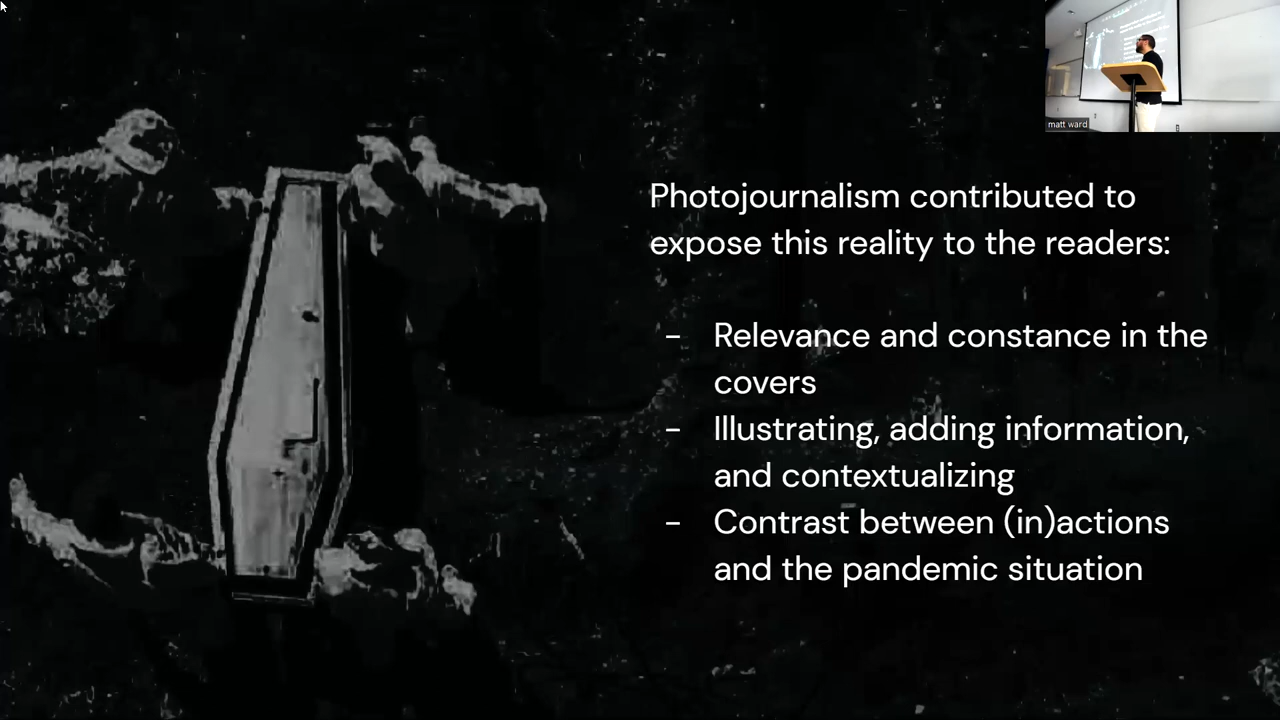 matt ward
Photojournalism contributed to
expose this reality to the readers:
- Relevance and constance in the
covers
- Illustrating, adding information,
and contextualizing
- Contrast between (in)actions
and the pandemic situation